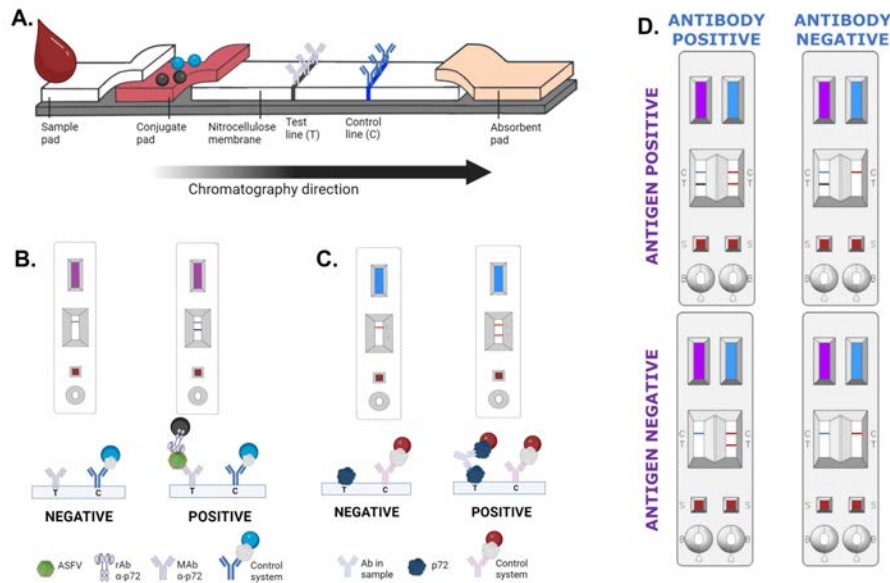 A.
Sample
pad
Conjugate
pad
Nitrocellulose
membrane
Test
line (T)
Control
line (C)
Absorbent
pad
Chromatography direction
B.
T
C
NEGATIVE
T
C
POSITIVE
C.
T
C
NEGATIVE
T
C
POSITIVE
ASFV
rAb
α-p72
MAb
α-p72
Control
system
Ab in
sample
p72
Control
system
D.
ANTIBODY
POSITIVE
ANTIBODY
NEGATIVE
ANTIGEN POSITIVE
C
T
C
T
S
B
C
T
C
T
S
B
ANTIGEN NEGATIVE
C
T
C
T
S
B
C
T
C
T
S
B